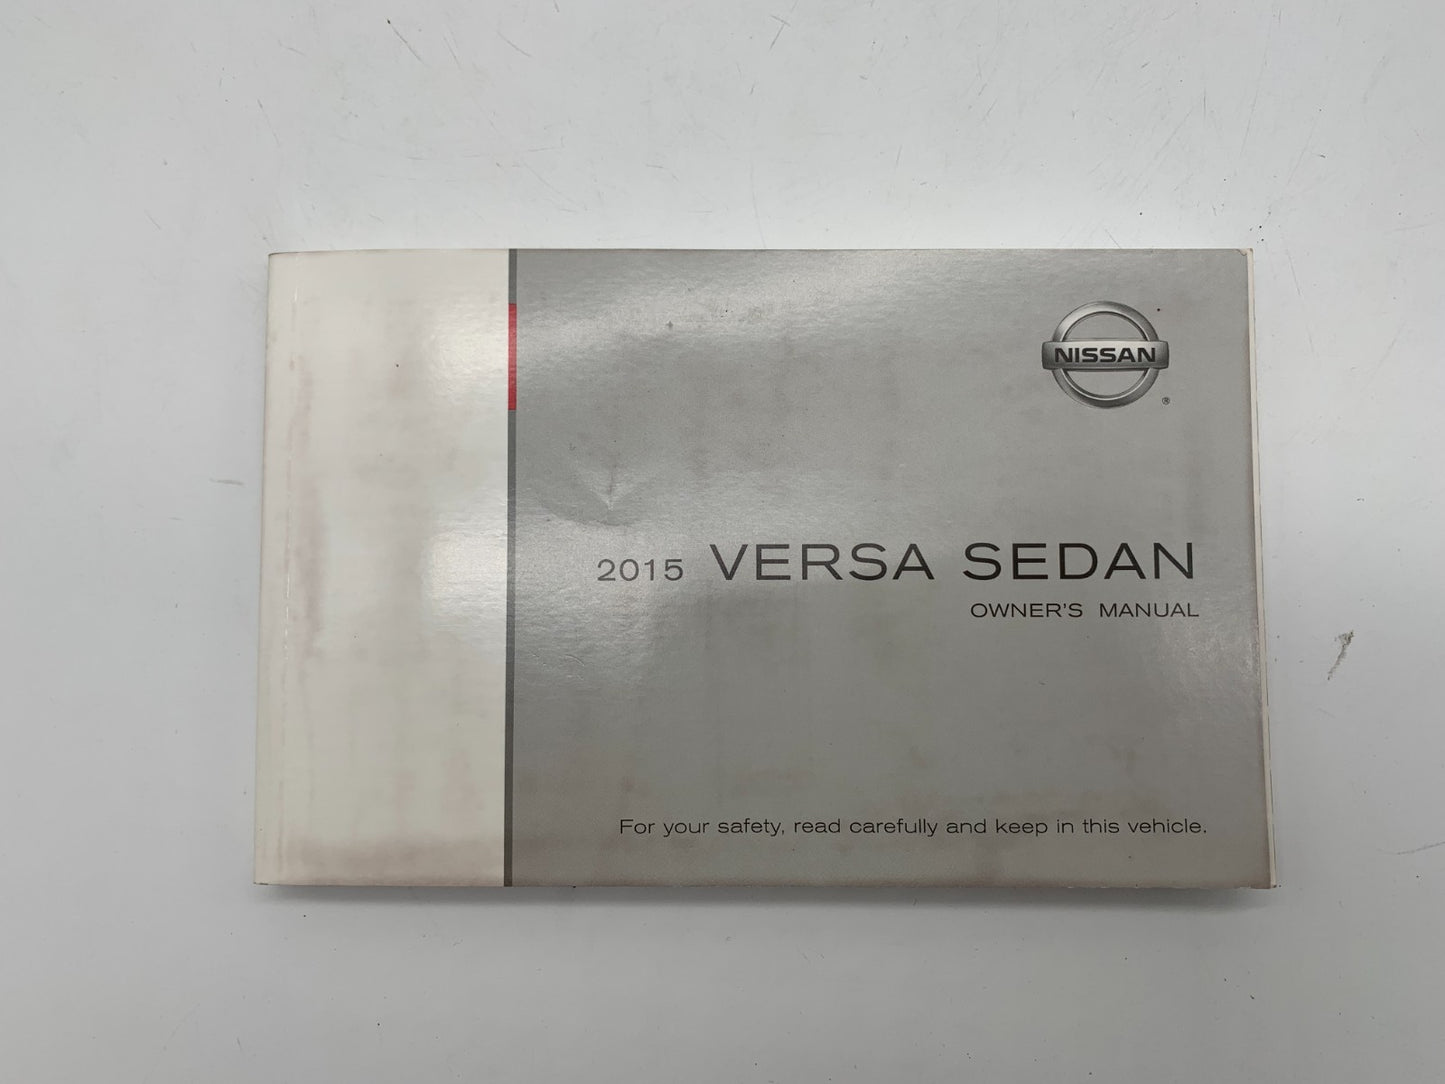 NISSAN
®
2015 VERSA SEDAN
OWNER'S MANUAL
For your safety, read carefully and keep in this vehicle.